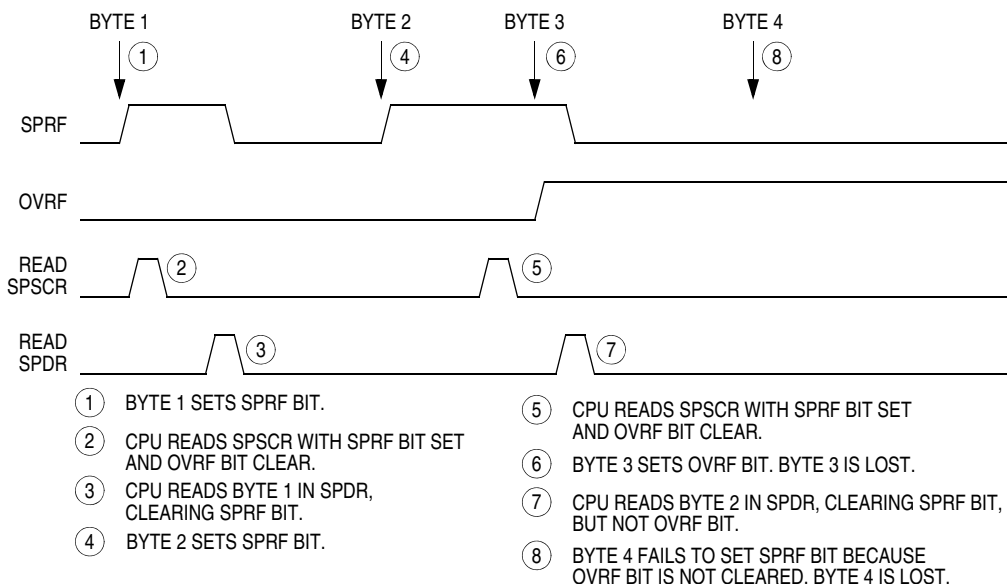 BYTE 1 BYTE 2 BYTE 3 BYTE 4
1 4 6 8
SPRF
OVRF
READ
SPSCR
2 5
READ
SPDR
3 7
1 BYTE 1 SETS SPRF BIT.
2 CPU READS SPSCR WITH SPRF BIT SET
AND OVRF BIT CLEAR.
3 CPU READS BYTE 1 IN SPDR,
CLEARING SPRF BIT.
4 BYTE 2 SETS SPRF BIT.
5 CPU READS SPSCR WITH SPRF BIT SET
AND OVRF BIT CLEAR.
6 BYTE 3 SETS OVRF BIT. BYTE 3 IS LOST.
7 CPU READS BYTE 2 IN SPDR, CLEARING SPRF BIT,
BUT NOT OVRF BIT.
8 BYTE 4 FAILS TO SET SPRF BIT BECAUSE
OVRF BIT IS NOT CLEARED. BYTE 4 IS LOST.